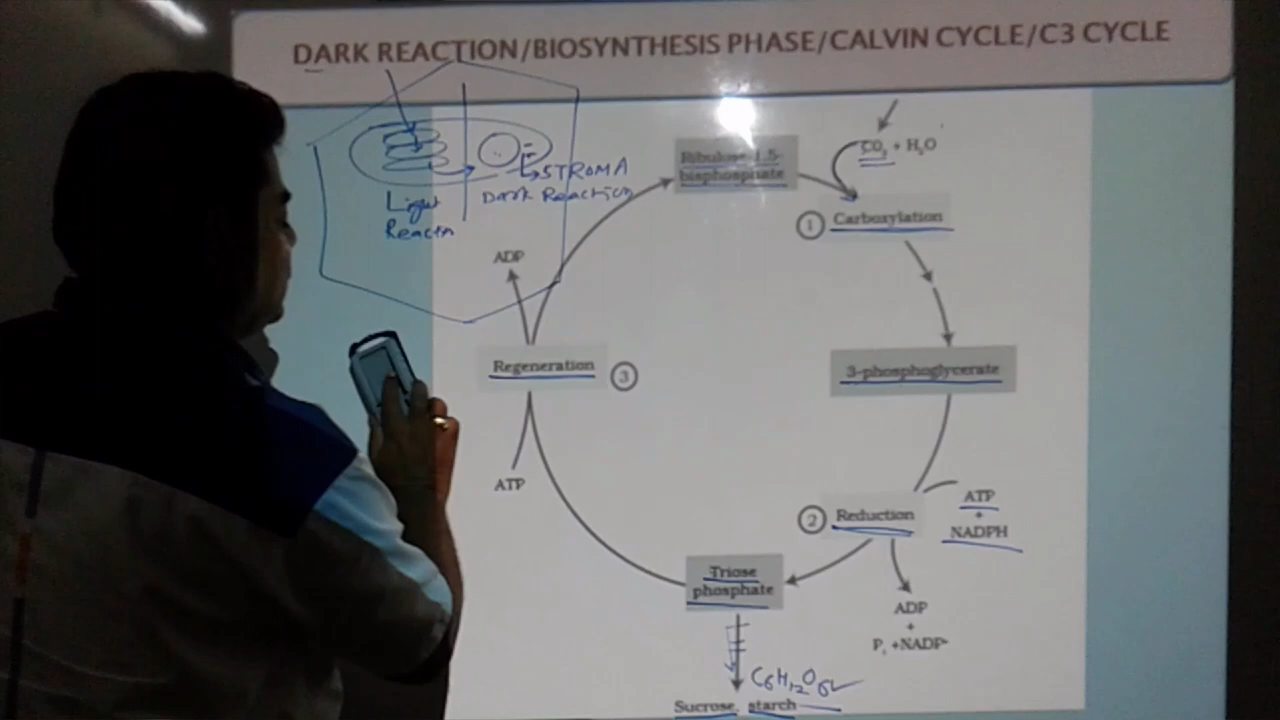 DARK REACTION/BIOSYNTHESIS PHASE/CALVIN CYCLE/C3 CYCLE
STROMA
Dark Reaction
Light
Reactn
Ribulose-1,5-
bisphosphate
CO₂ + H₂O
1 Carboxylation
ADP
Regeneration 3
3-phosphoglycerate
ATP
2 Reduction
ATP
+
NADPH
Triose
phosphate
ADP
+
Pᵢ +NADP⁺
C₆H₁₂O₆
Sucrose, starch